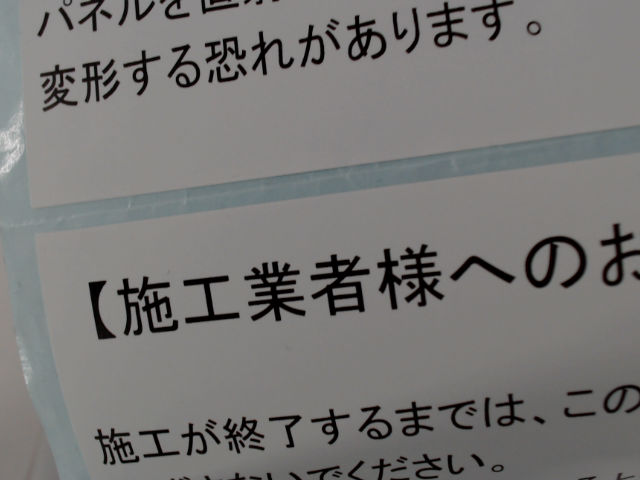 パネルを直射
変形する恐れがあります。
【施工業者様へのお
施工が終了するまでは、この
ないでください。